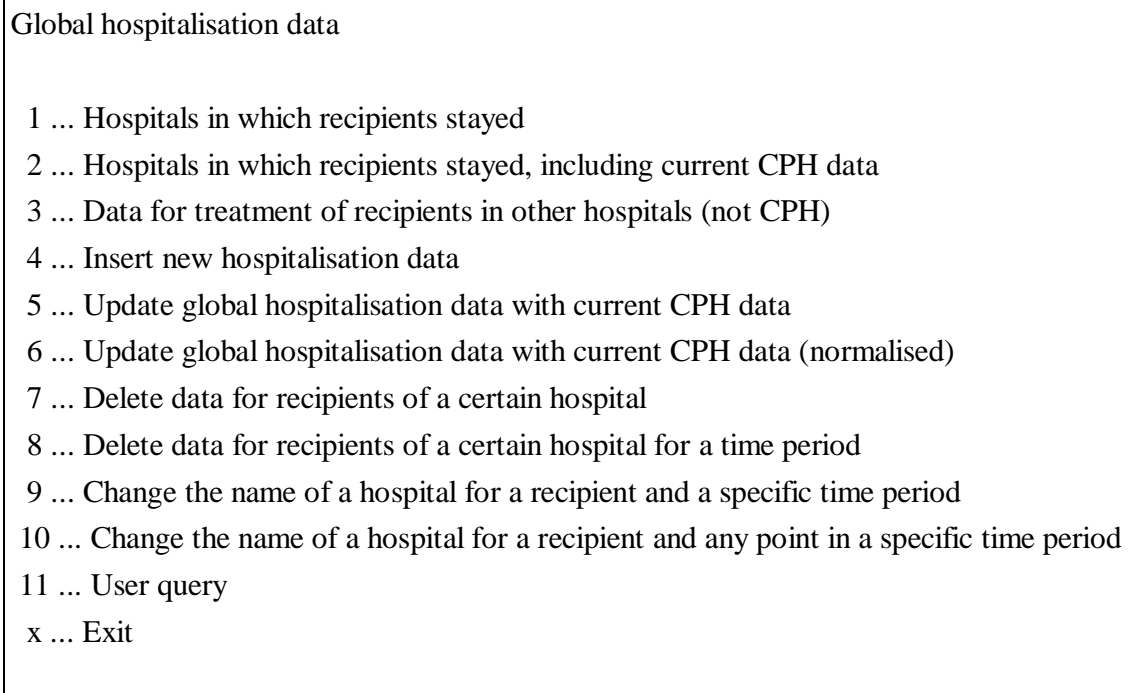 Global hospitalisation data
1 ... Hospitals in which recipients stayed
2 ... Hospitals in which recipients stayed, including current CPH data
3 ... Data for treatment of recipients in other hospitals (not CPH)
4 ... Insert new hospitalisation data
5 ... Update global hospitalisation data with current CPH data
6 ... Update global hospitalisation data with current CPH data (normalised)
7 ... Delete data for recipients of a certain hospital
8 ... Delete data for recipients of a certain hospital for a time period
9 ... Change the name of a hospital for a recipient and a specific time period
10 ... Change the name of a hospital for a recipient and any point in a specific time period
11 ... User query
x ... Exit